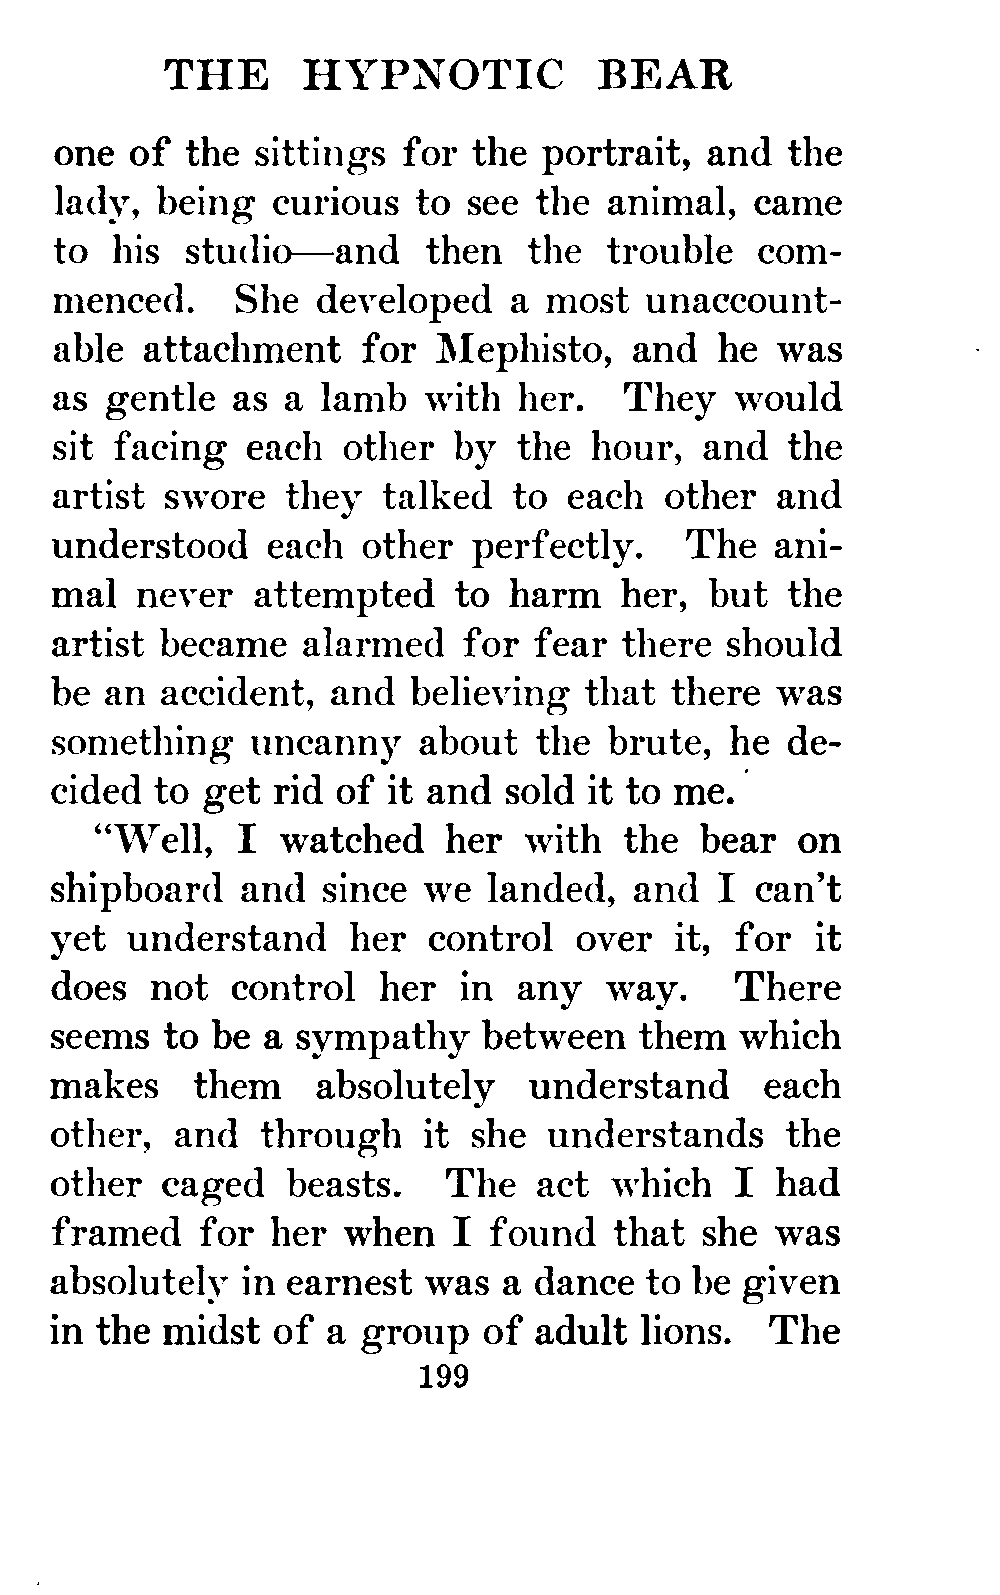 THE HYPNOTIC BEAR
one of the sittings for the portrait, and the
lady, being curious to see the animal, came
to his studio—and then the trouble com-
menced. She developed a most unaccount-
able attachment for Mephisto, and he was
as gentle as a lamb with her. They would
sit facing each other by the hour, and the
artist swore they talked to each other and
understood each other perfectly. The ani-
mal never attempted to harm her, but the
artist became alarmed for fear there should
be an accident, and believing that there was
something uncanny about the brute, he de-
cided to get rid of it and sold it to me.
“Well, I watched her with the bear on
shipboard and since we landed, and I can’t
yet understand her control over it, for it
does not control her in any way. There
seems to be a sympathy between them which
makes them absolutely understand each
other, and through it she understands the
other caged beasts. The act which I had
framed for her when I found that she was
absolutely in earnest was a dance to be given
in the midst of a group of adult lions. The
199